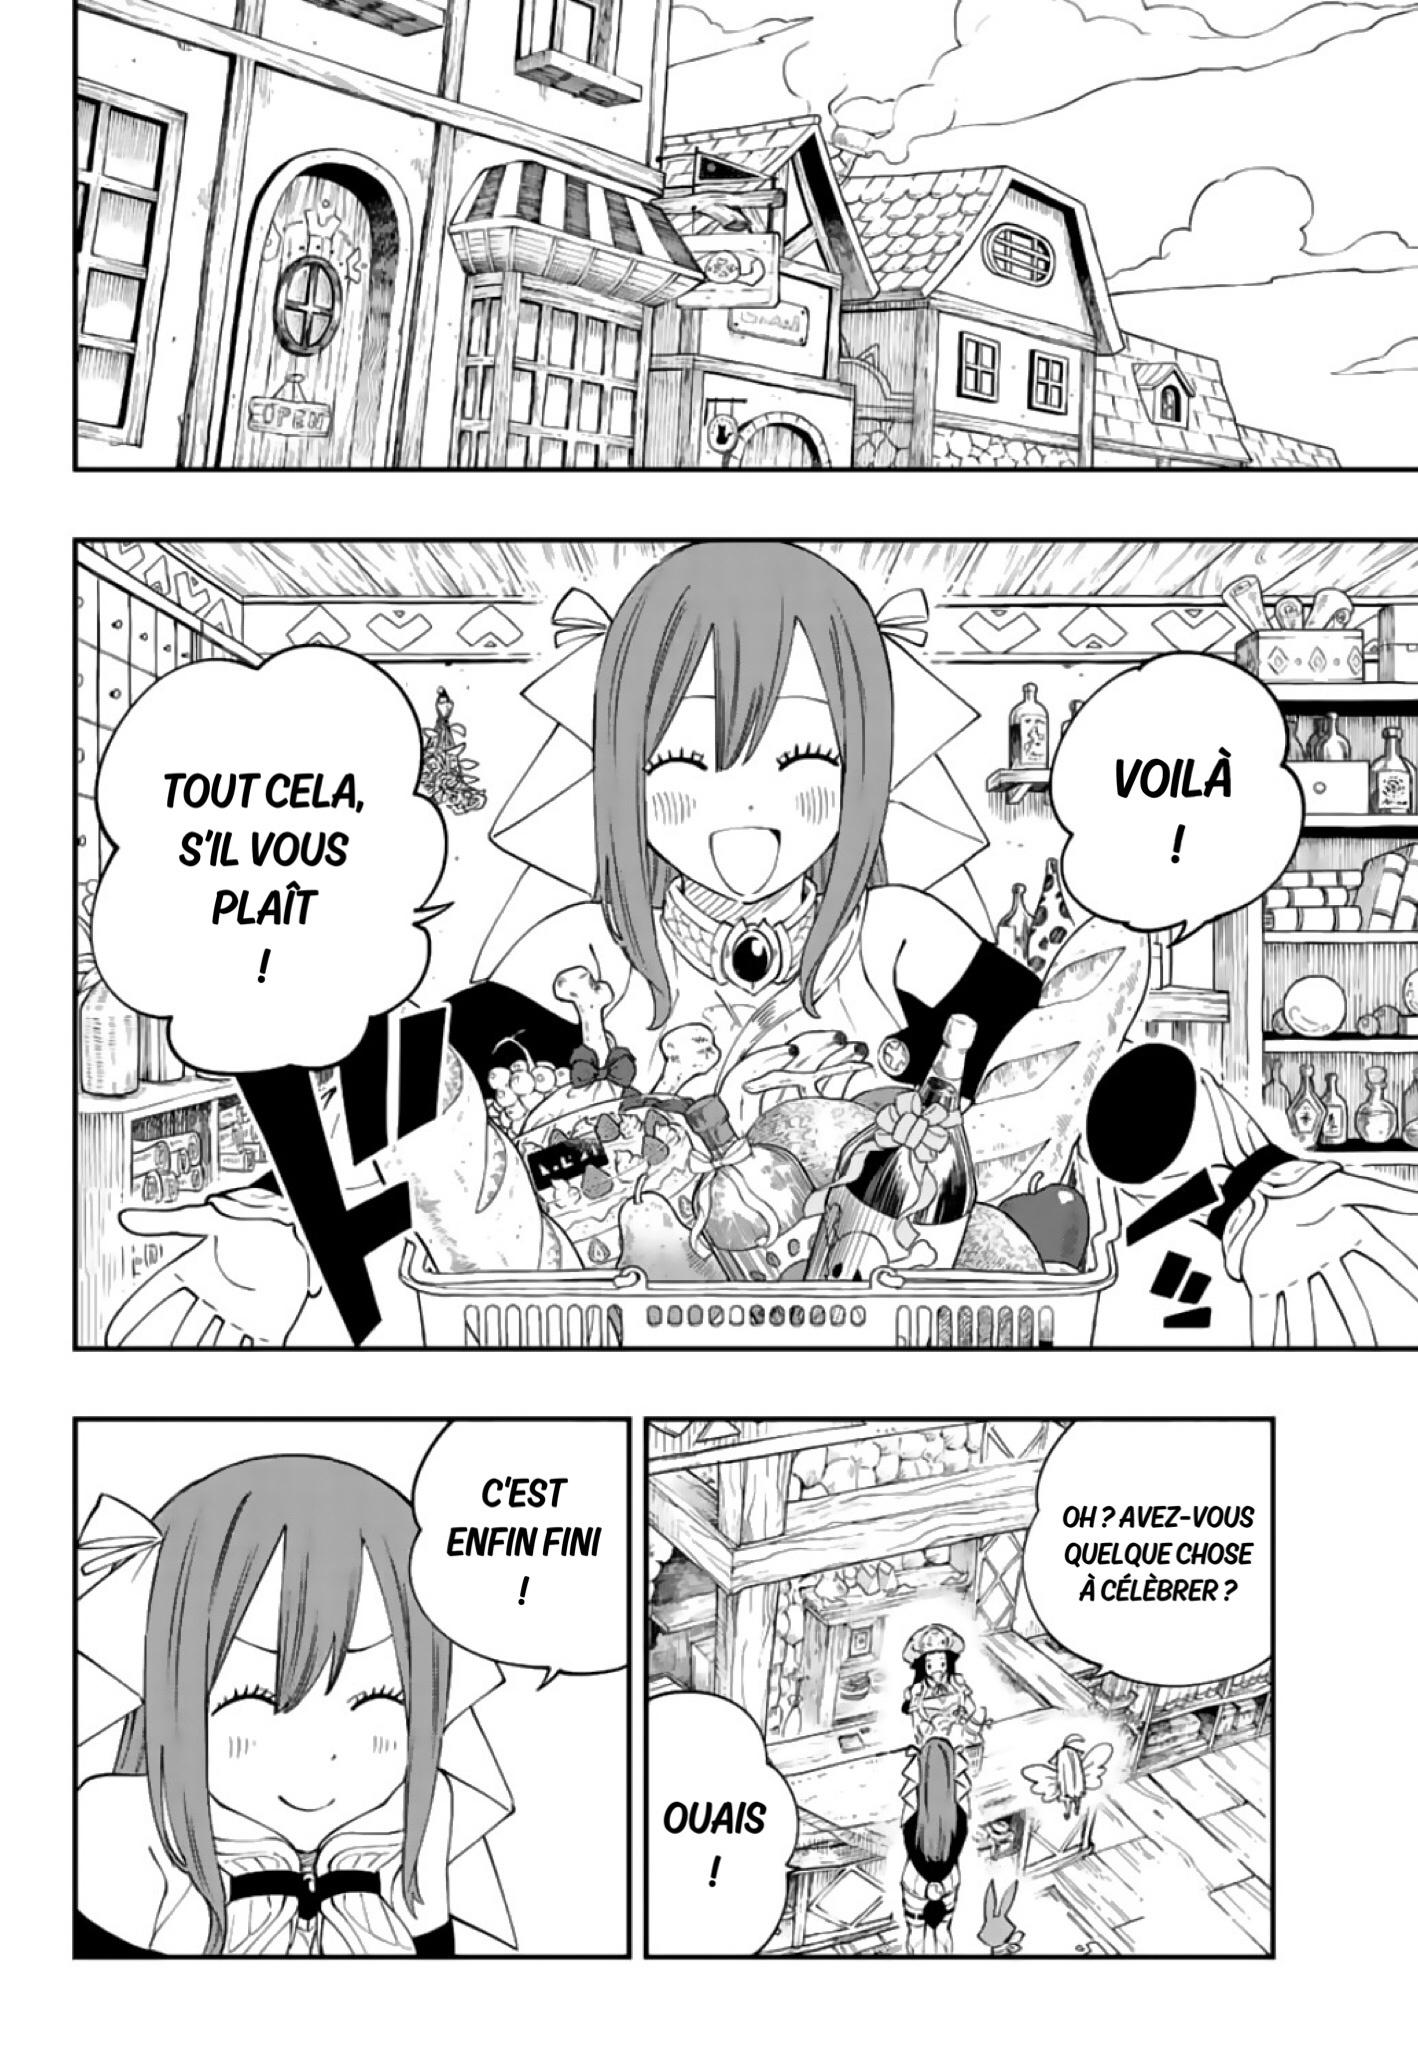 OPEN
VOILÀ
!
TOUT CELA,
S'IL VOUS
PLAÎT
!
OH ? AVEZ-VOUS
QUELQUE CHOSE
À CÉLÈBRER ?
OUAIS
!
C'EST
ENFIN FINI
!